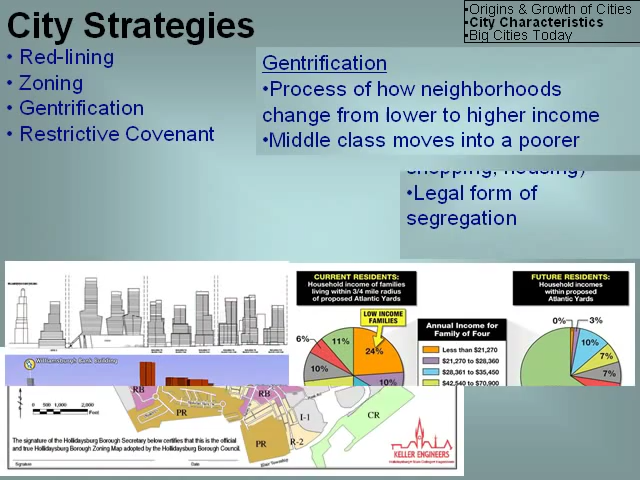 City Strategies
•Origins & Growth of Cities
•City Characteristics
•Big Cities Today
• Red-lining
• Zoning
• Gentrification
• Restrictive Covenant
Gentrification
•Process of how neighborhoods
change from lower to higher income
•Middle class moves into a poorer
shopping, housing)
•Legal form of
segregation
CURRENT RESIDENTS:
Household income of families
living within 3/4 mile radius
of proposed Atlantic Yards
LOW INCOME
FAMILIES
6%
11%
24%
10%
10%
Annual Income for
Family of Four
Less than $21,270
$21,270 to $28,360
$28,361 to $35,450
$42,540 to $70,900
FUTURE RESIDENTS:
Household incomes
within proposed
Atlantic Yards
0%
3%
10%
7%
7%
Williamsburgh Bank Building
RB
RB
PR
PR
I-1
R-2
CR
0 500 1,000 2,000
Feet
The signature of the Hollidaysburg Borough Secretary below certifies that this is the official
and true Hollidaysburg Borough Zoning Map adopted by the Hollidaysburg Borough Council.
Signature
Date
KELLER ENGINEERS